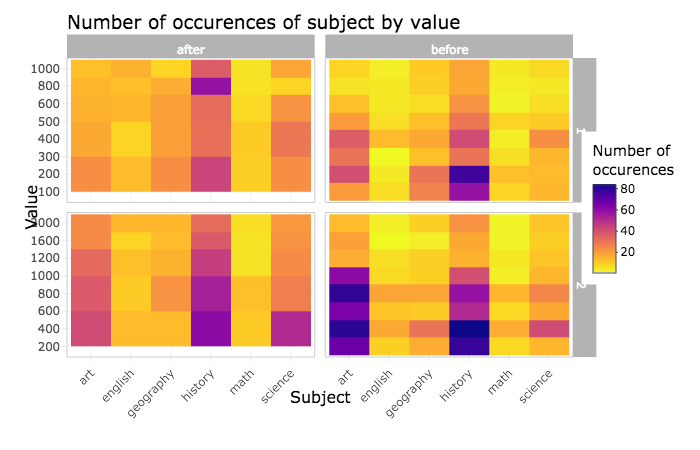 Number of occurences of subject by value
after
before
1000
800
600
500
400
300
200
100
1
2000
1600
1200
1000
800
600
400
200
2
Value
art
english
geography
history
math
science
art
english
geography
history
math
science
Subject
Number of
occurences
80
60
40
20